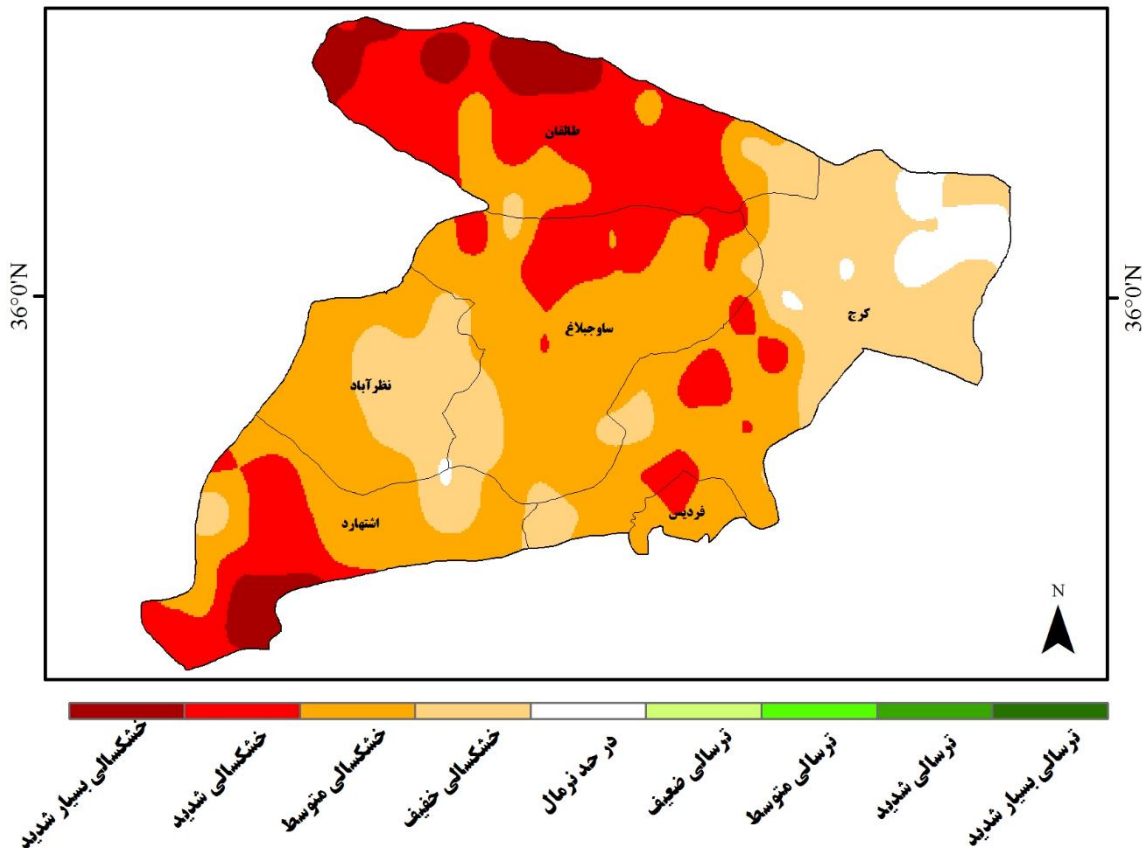 طالقان
36°0'N
36°0'N
کرج
ساوجبلاغ
نظرآباد
اشتهارد
فردیس
N
خشکسالی بسیار شدید
خشکسالی شدید
خشکسالی متوسط
خشکسالی خفیف
در حد نرمال
ترسالی ضعیف
ترسالی متوسط
ترسالی شدید
ترسالی بسیار شدید